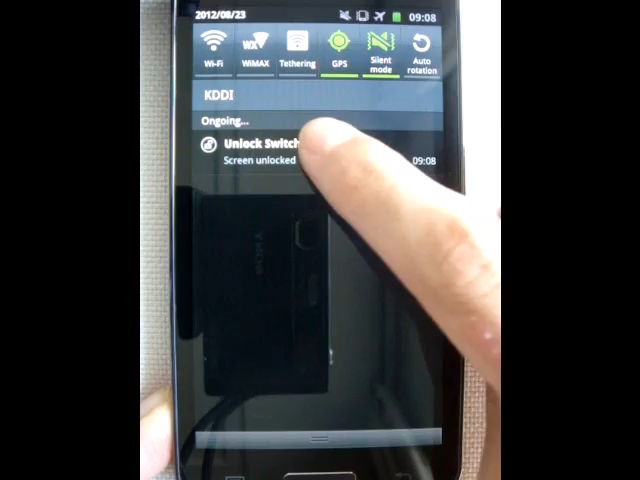 2012/08/23 09:08
WX
Wi-Fi WiMAX Tethering GPS Silent mode Auto rotation
KDDI
Ongoing...
Unlock Switch
Screen unlocked 09:08